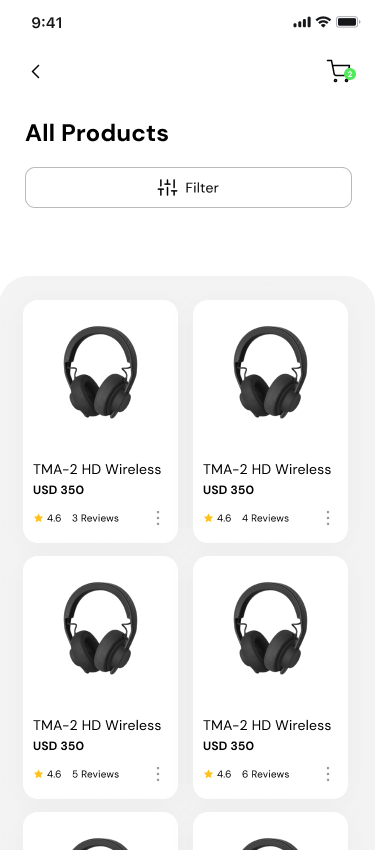 9:41
2
All Products
Filter
TMA-2 HD Wireless
USD 350
4.6 3 Reviews
TMA-2 HD Wireless
USD 350
4.6 4 Reviews
TMA-2 HD Wireless
USD 350
4.6 5 Reviews
TMA-2 HD Wireless
USD 350
4.6 6 Reviews